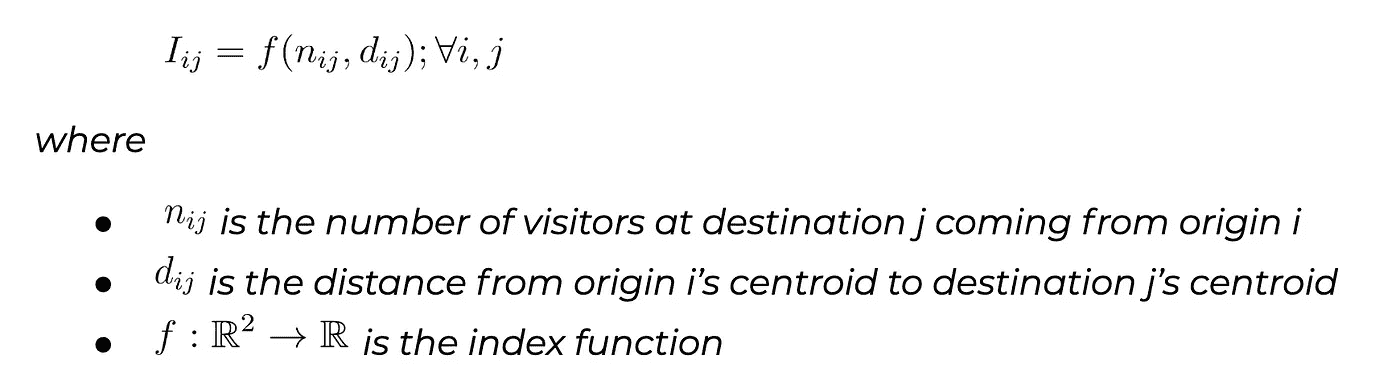 I_{ij} = f(n_{ij}, d_{ij}); ∀i, j
where
● n_{ij} is the number of visitors at destination j coming from origin i
● d_{ij} is the distance from origin i’s centroid to destination j’s centroid
● f : ℝ² → ℝ is the index function